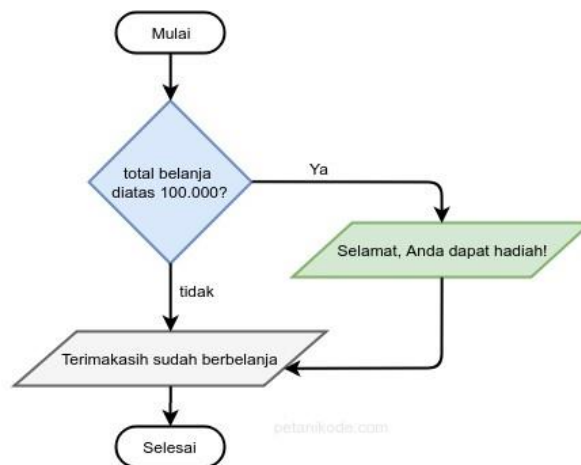 Mulai
total belanja
diatas 100.000?
Ya
Selamat, Anda dapat hadiah!
tidak
Terimakasih sudah berbelanja
petanikode.com
Selesai